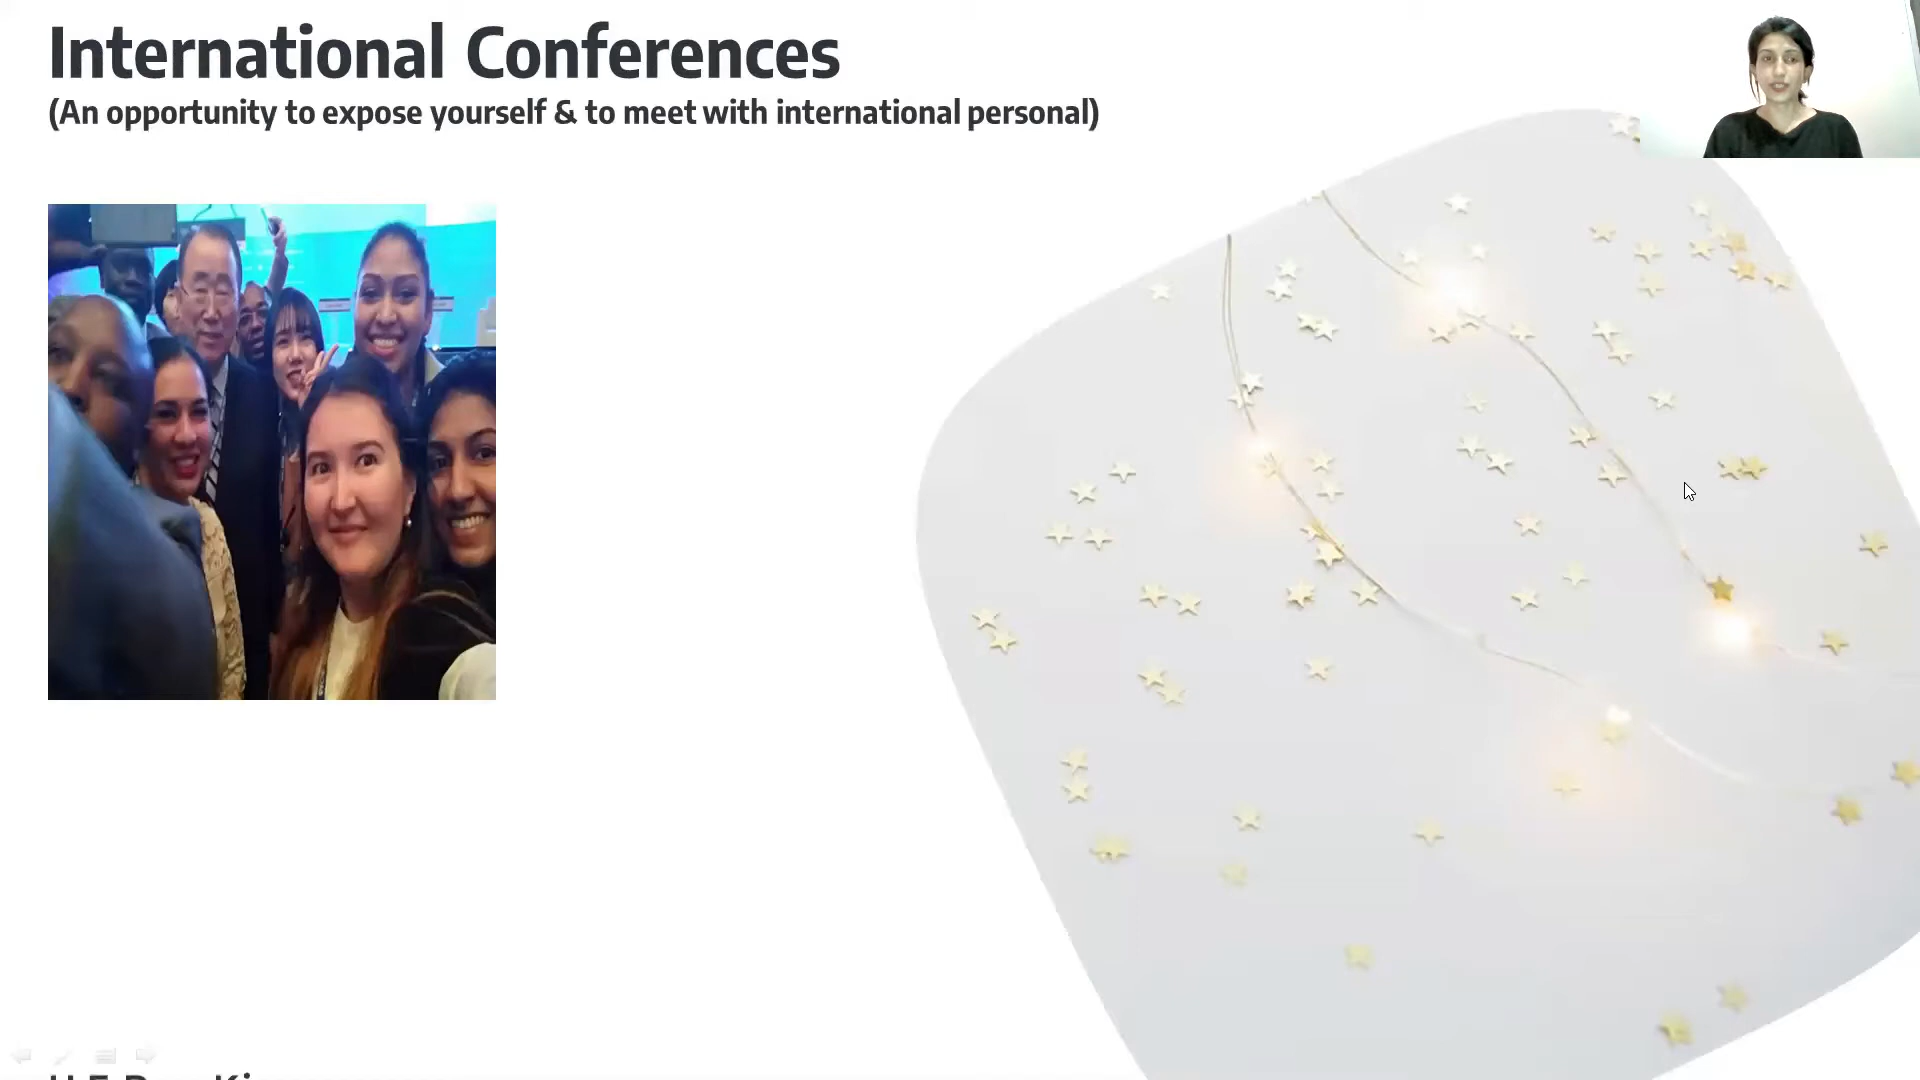 International Conferences
(An opportunity to expose yourself & to meet with international personal)